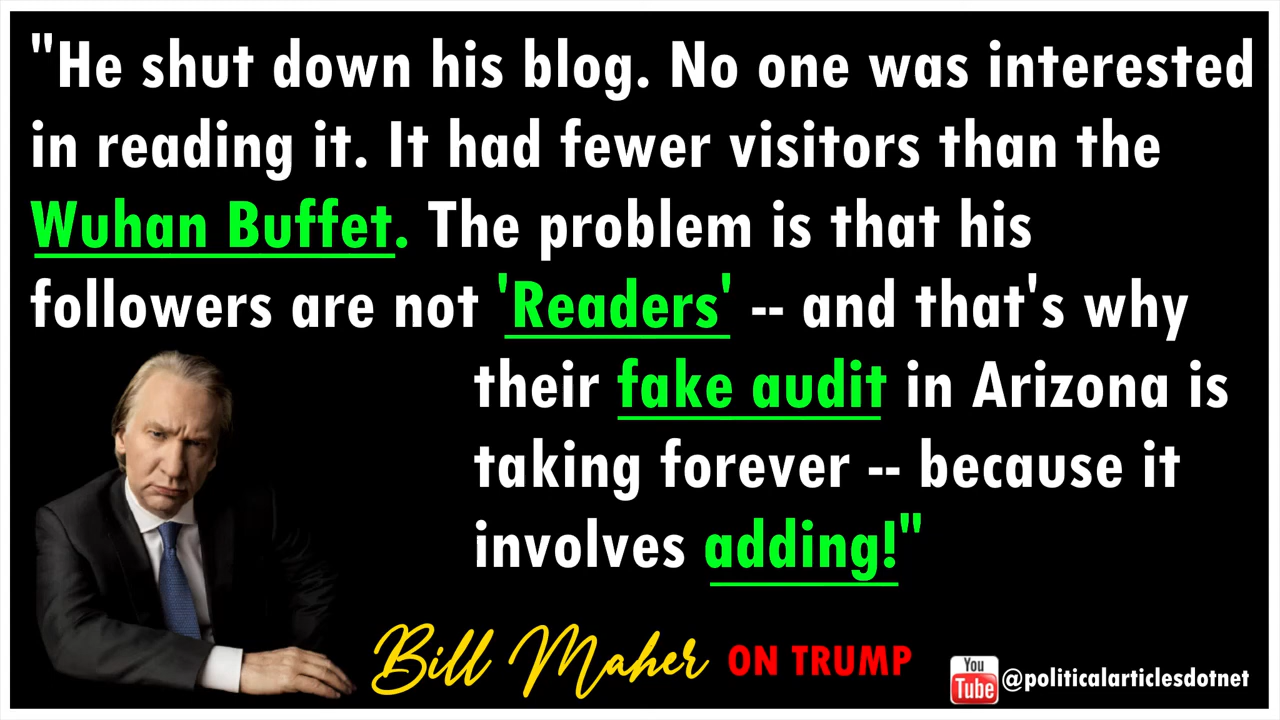 "He shut down his blog. No one was interested
in reading it. It had fewer visitors than the
Wuhan Buffet. The problem is that his
followers are not 'Readers' -- and that's why
their fake audit in Arizona is
taking forever -- because it
involves adding!"
Bill Maher ON TRUMP
You
Tube @politicalarticlesdotnet